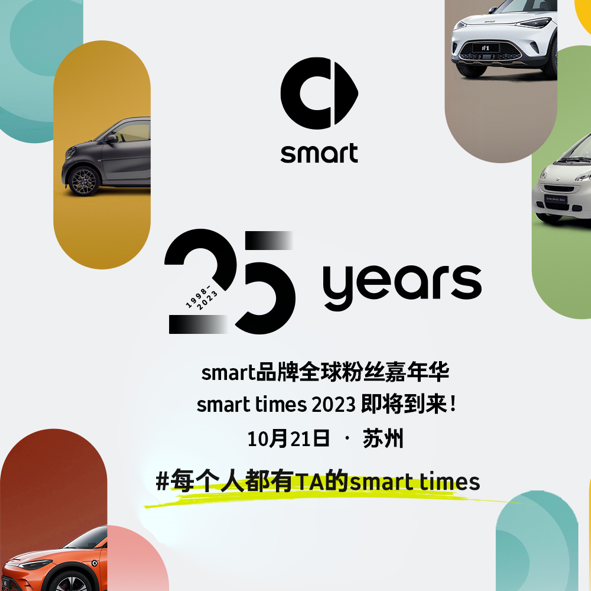 smart
25 years
1998-
2023
smart品牌全球粉丝嘉年华
smart times 2023 即将到来！
10月21日 · 苏州
#每个人都有TA的smart times